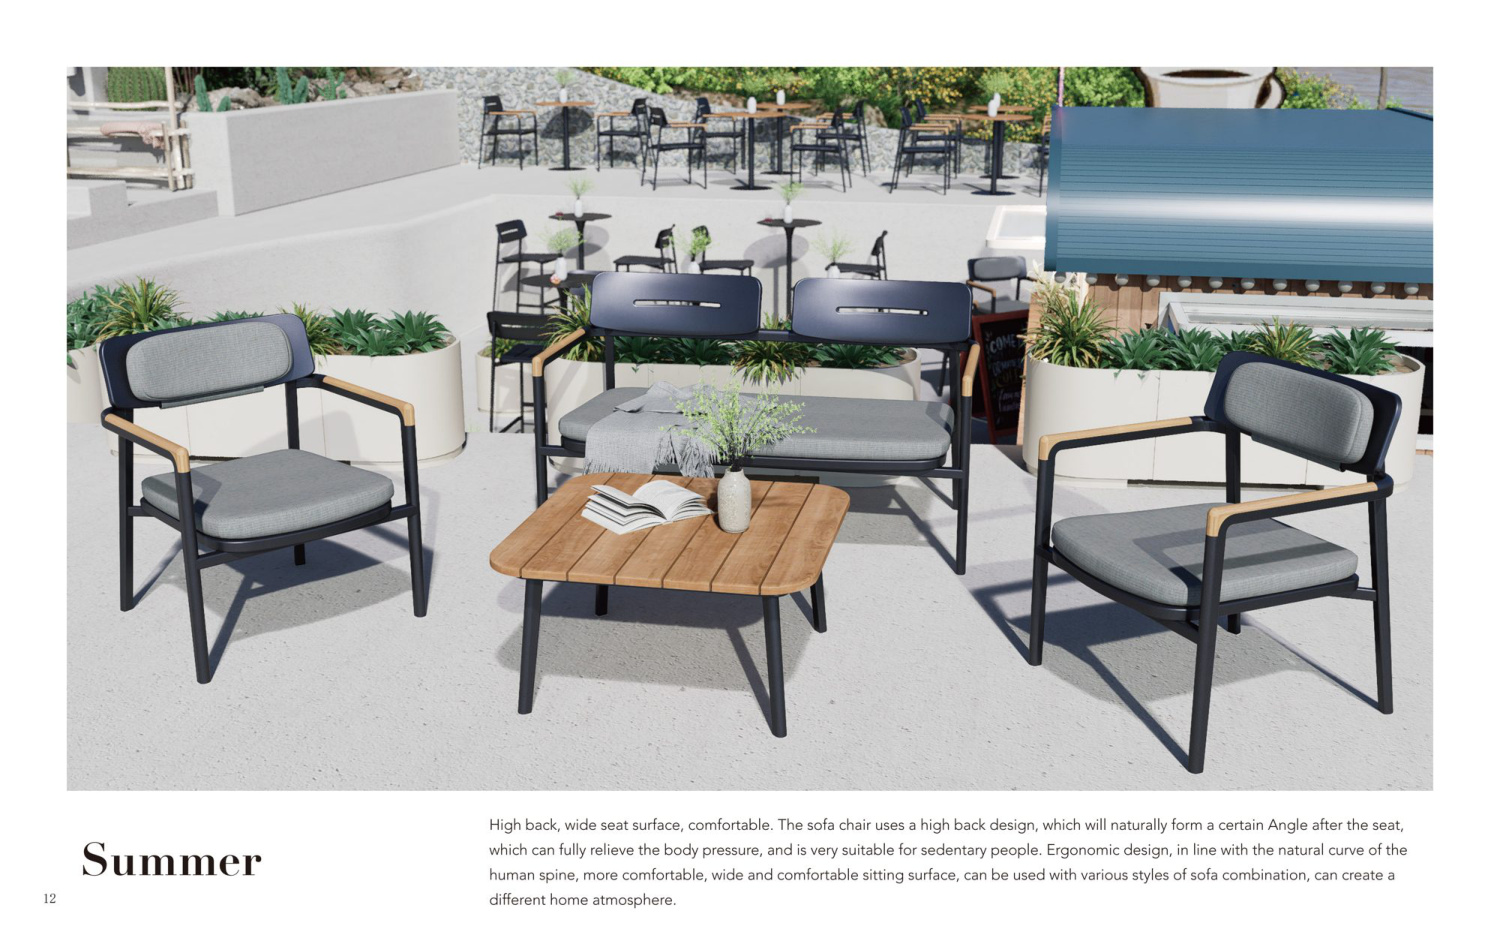 COME
Summer
High back, wide seat surface, comfortable. The sofa chair uses a high back design, which will naturally form a certain Angle after the seat,
which can fully relieve the body pressure, and is very suitable for sedentary people. Ergonomic design, in line with the natural curve of the
human spine, more comfortable, wide and comfortable sitting surface, can be used with various styles of sofa combination, can create a
different home atmosphere.
12